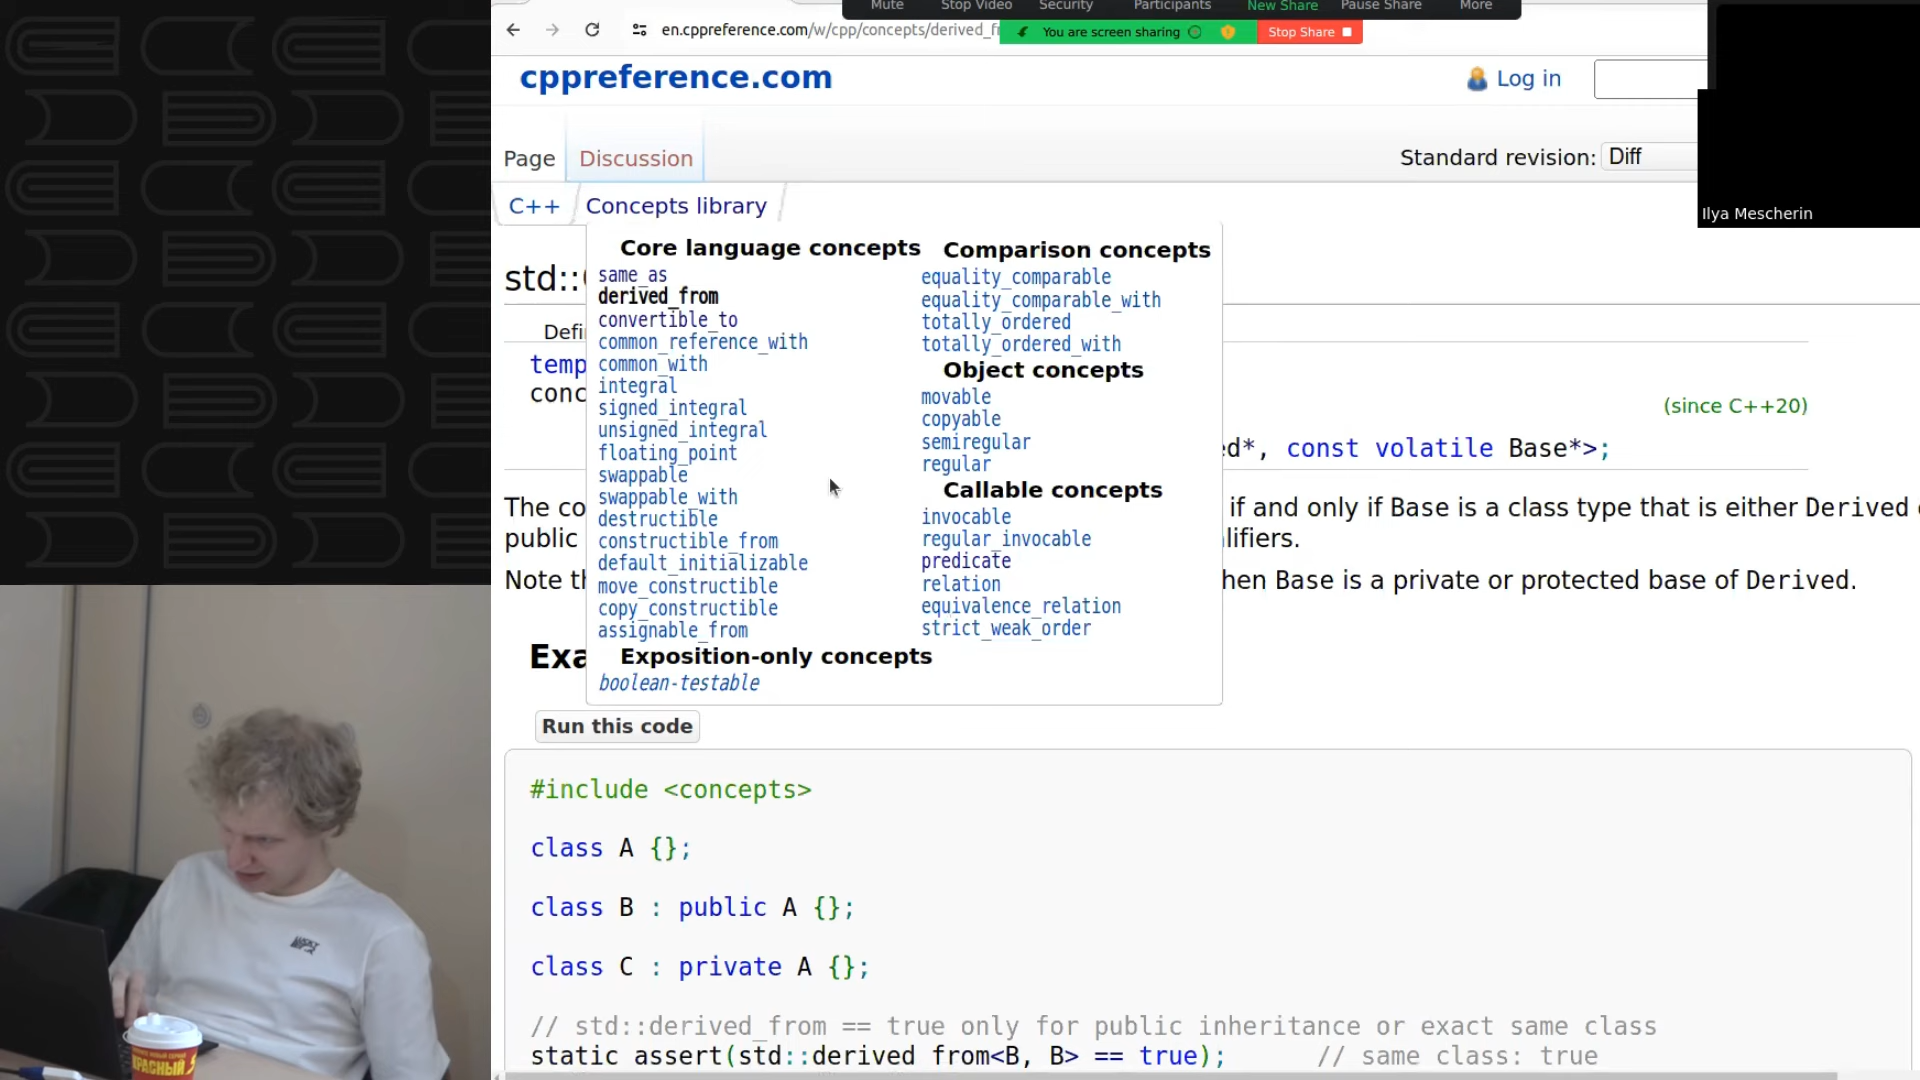 Mute Stop Video Security Participants New Share Pause Share More
en.cppreference.com/w/cpp/concepts/derived_fr
You are screen sharing Stop Share
cppreference.com
Log in
Ilya Mescherin
Page Discussion
Standard revision: Diff
C++ Concepts library
std::
Core language concepts
same_as
derived_from
convertible_to
common_reference_with
common_with
integral
signed_integral
unsigned_integral
floating_point
swappable
swappable_with
destructible
constructible_from
default_initializable
move_constructible
copy_constructible
assignable_from
Exposition-only concepts
boolean-testable
Comparison concepts
equality_comparable
equality_comparable_with
totally_ordered
totally_ordered_with
Object concepts
movable
copyable
semiregular
regular
Callable concepts
invocable
regular_invocable
predicate
relation
equivalence_relation
strict_weak_order
Defi
temp
conc
(since C++20)
ed*, const volatile Base*>;
The co if and only if Base is a class type that is either Derived
public lifiers.
Note th hen Base is a private or protected base of Derived.
Exa
Run this code
#include <concepts>
class A {};
class B : public A {};
class C : private A {};
// std::derived_from == true only for public inheritance or exact same class
static_assert(std::derived_from<B, B> == true); // same class: true
КРАСНЫЙ